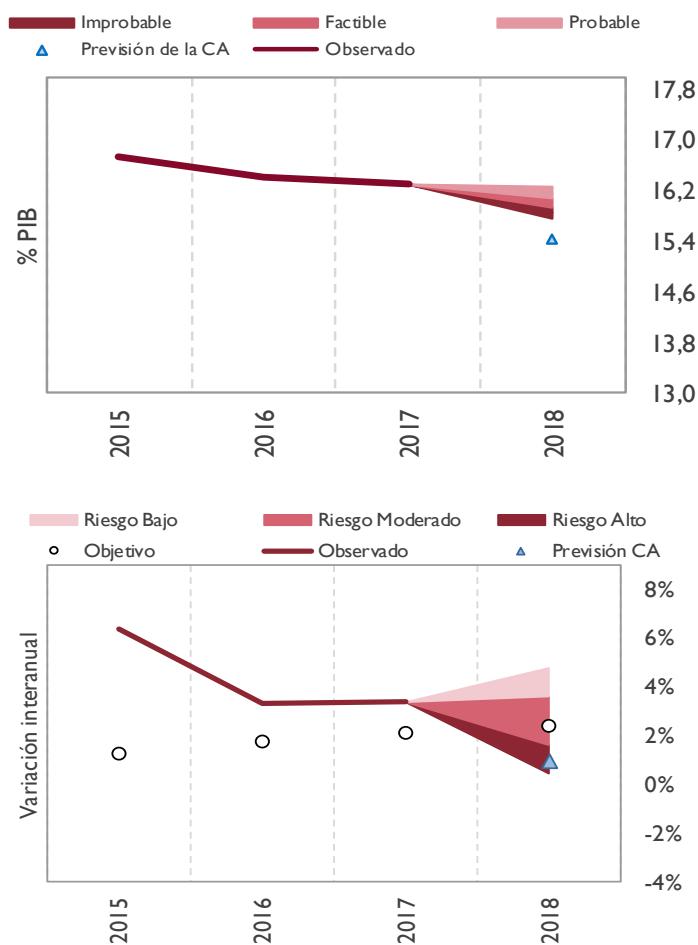 Improbable Factible Probable
Previsión de la CA Observado
17,8
17,0
16,2
15,4
14,6
13,8
13,0
% PIB
2015 2016 2017 2018
Riesgo Bajo Riesgo Moderado Riesgo Alto
Objetivo Observado Previsión CA
8%
6%
4%
2%
0%
-2%
-4%
Variación interanual
2015 2016 2017 2018